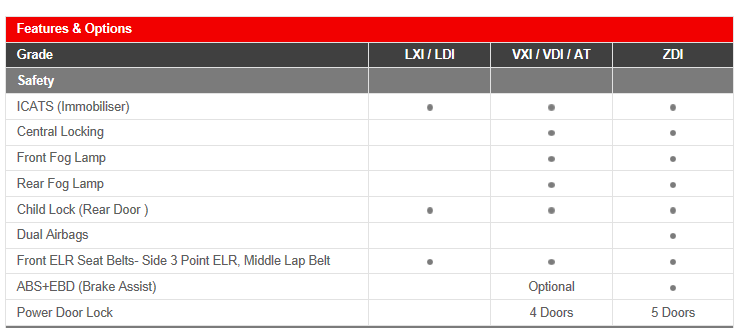 Features & Options
Grade LXI / LDI VXI / VDI / AT ZDI
Safety
ICATS (Immobiliser) ● ● ●
Central Locking ● ●
Front Fog Lamp ● ●
Rear Fog Lamp ● ●
Child Lock (Rear Door ) ● ● ●
Dual Airbags ●
Front ELR Seat Belts- Side 3 Point ELR, Middle Lap Belt ● ● ●
ABS+EBD (Brake Assist) Optional ●
Power Door Lock 4 Doors 5 Doors